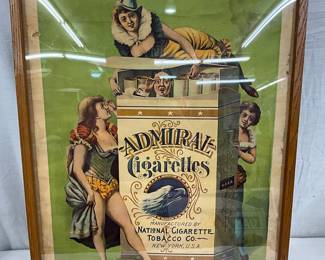 ADMIRAL
Cigarettes
MANUFACTURED BY
NATIONAL CIGARETTE
TOBACCO CO.
NEW YORK, U.S.A.